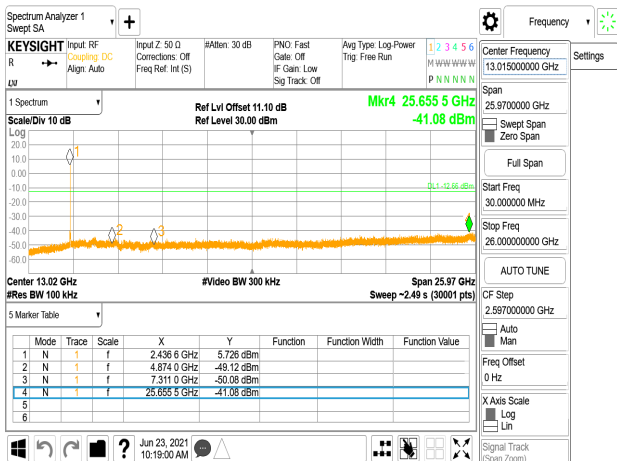 Spectrum Analyzer 1
Swept SA
Frequency
KEYSIGHT
R
LXI
Input: RF
Coupling: DC
Align: Auto
Input Z: 50 Ω
Corrections: Off
Freq Ref: Int (S)
#Atten: 30 dB
PNO: Fast
Gate: Off
IF Gain: Low
Sig Track: Off
Avg Type: Log-Power
Trig: Free Run
1 2 3 4 5 6
M W W W W W
P N N N N N
1 Spectrum
Scale/Div 10 dB
Ref Lvl Offset 11.10 dB
Ref Level 30.00 dBm
Mkr4 25.655 5 GHz
-41.08 dBm
Log
20.0
10.0
0.00
-10.0
-20.0
-30.0
-40.0
-50.0
-60.0
1
2
3
DL1 -12.66 dBm
Center 13.02 GHz
#Res BW 100 kHz
#Video BW 300 kHz
Span 25.97 GHz
Sweep ~2.49 s (30001 pts)
5 Marker Table
Mode Trace Scale X Y Function Function Width Function Value
1 N 1 f 2.436 6 GHz 5.726 dBm
2 N 1 f 4.874 0 GHz -49.12 dBm
3 N 1 f 7.311 0 GHz -50.08 dBm
4 N 1 f 25.655 5 GHz -41.08 dBm
5
6
?
Jun 23, 2021
10:19:00 AM
Center Frequency
13.015000000 GHz
Settings
Span
25.9700000 GHz
Swept Span
Zero Span
Full Span
Start Freq
30.000000 MHz
Stop Freq
26.000000000 GHz
AUTO TUNE
CF Step
2.597000000 GHz
Auto
Man
Freq Offset
0 Hz
X Axis Scale
Log
Lin
Signal Track
(Span Zoom)